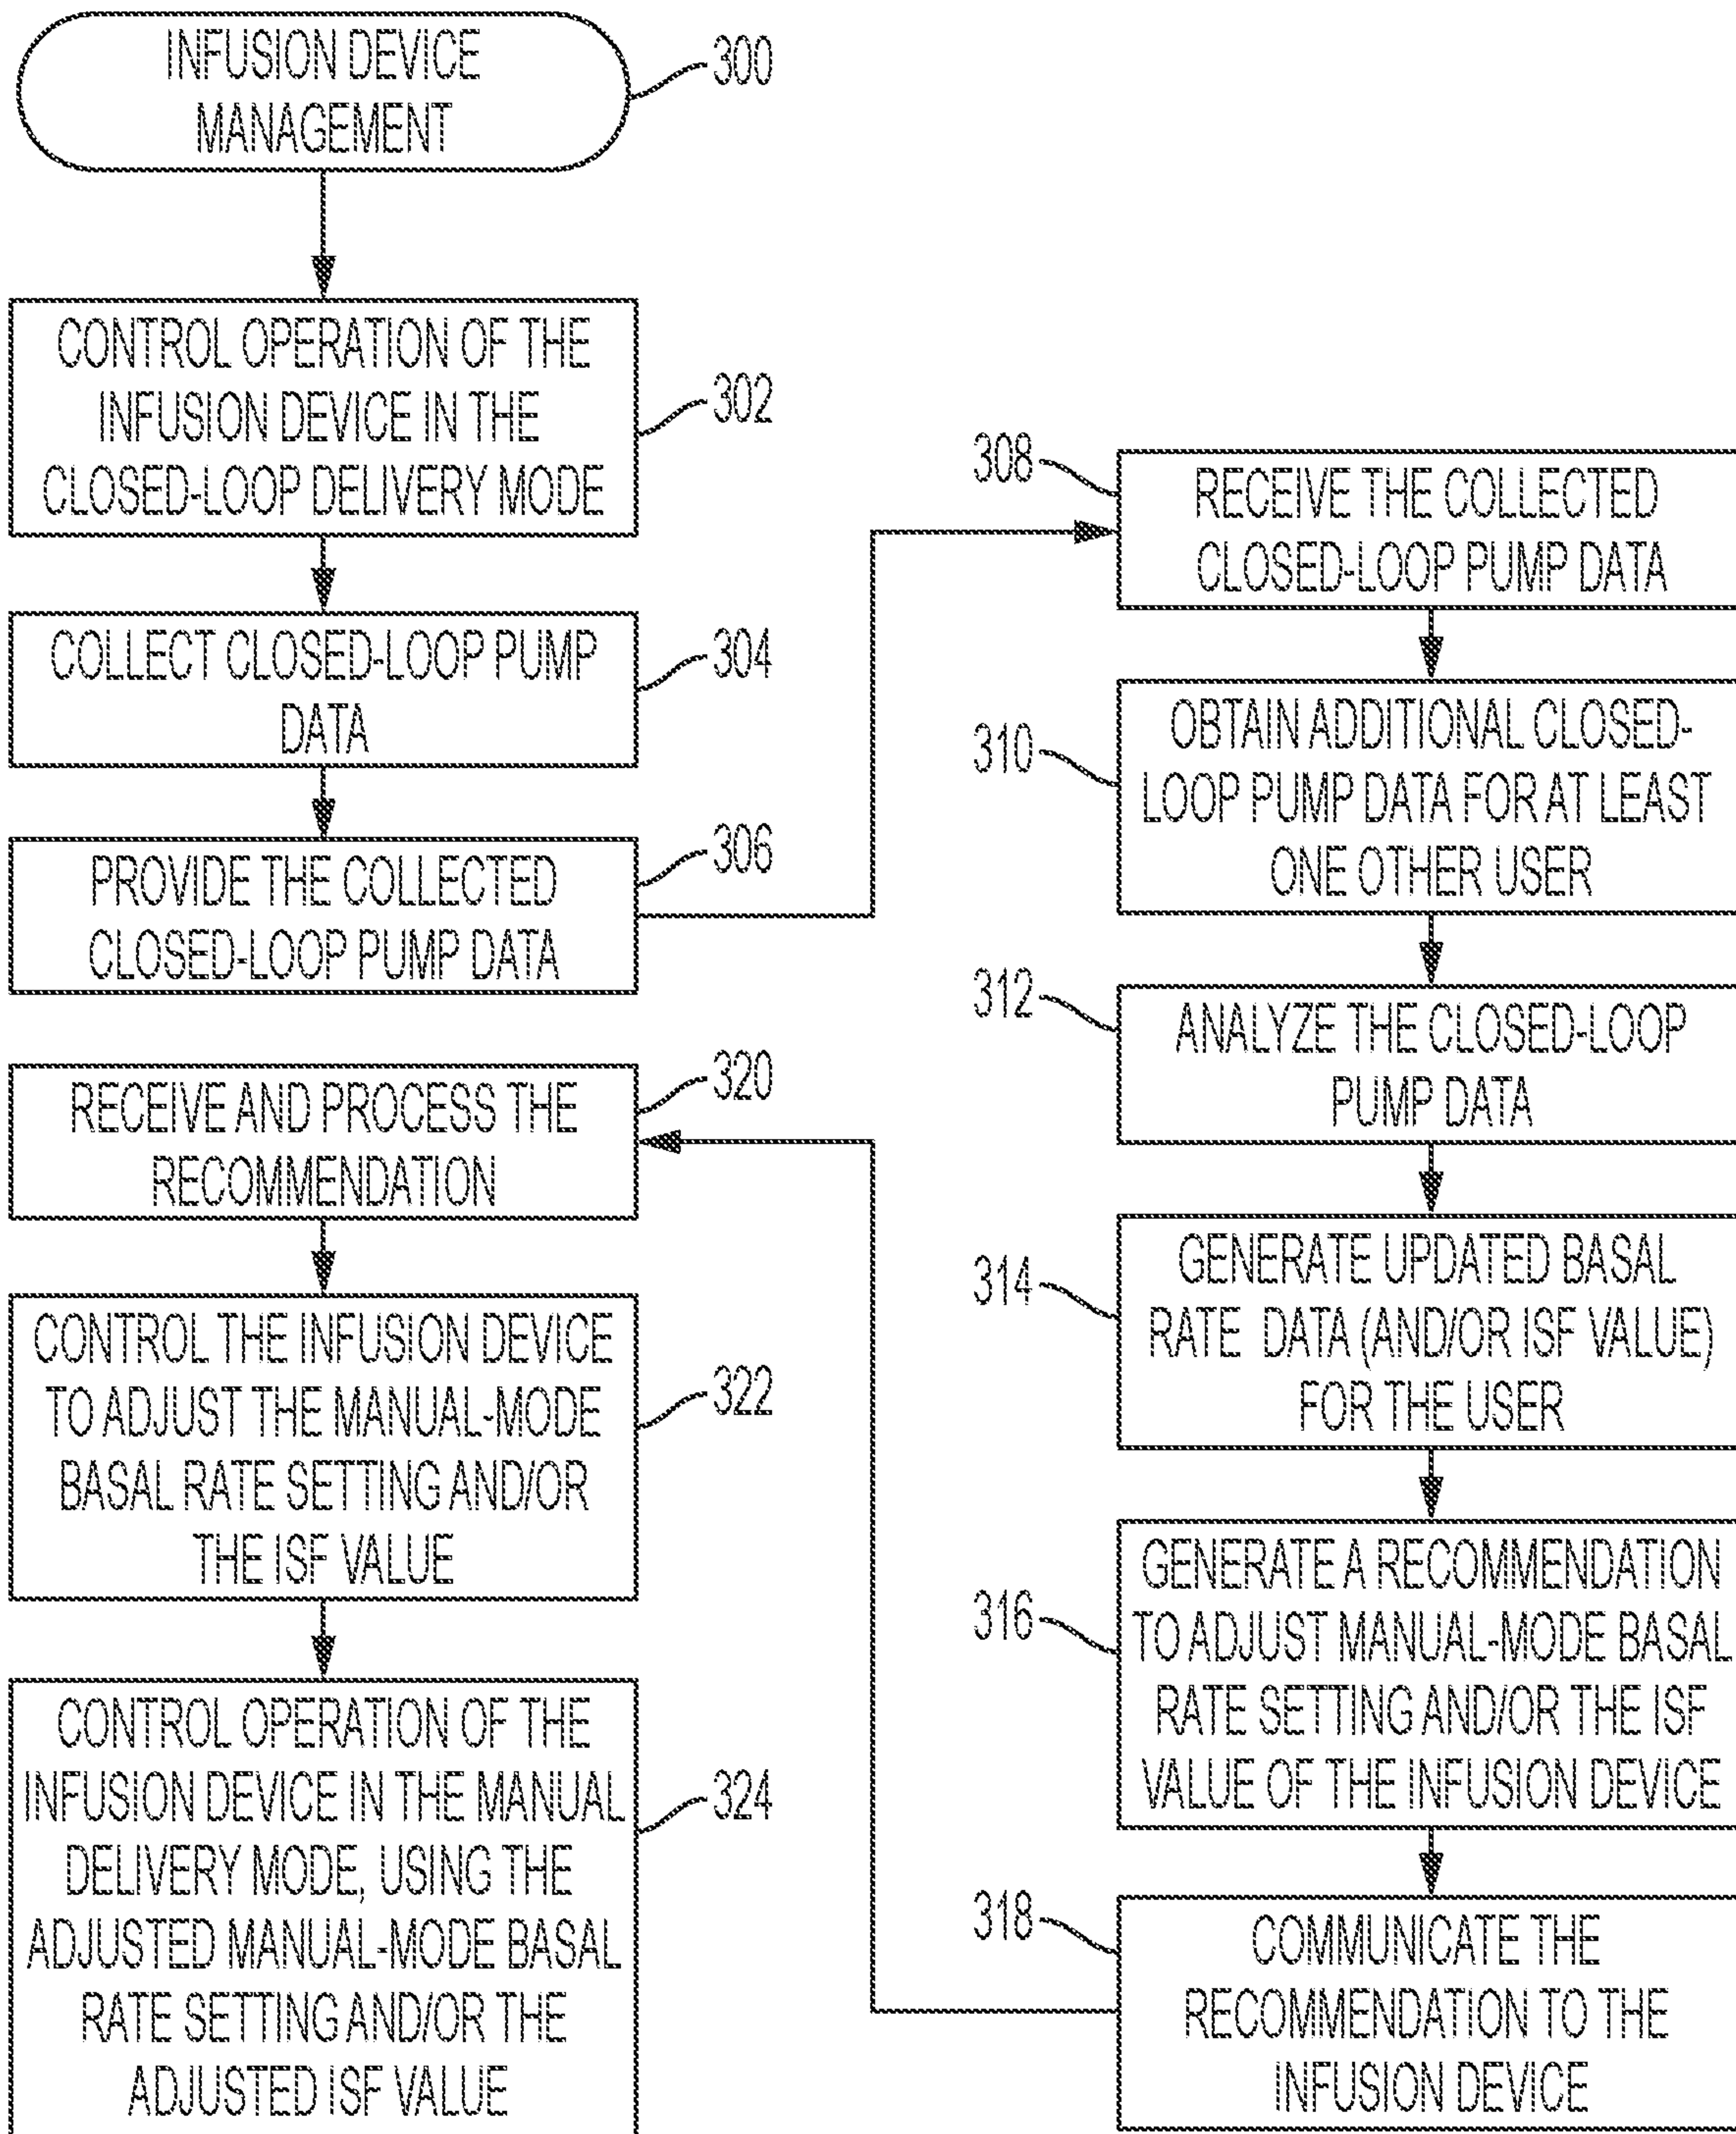 INFUSION DEVICE
MANAGEMENT
300
CONTROL OPERATION OF THE
INFUSION DEVICE IN THE
CLOSED-LOOP DELIVERY MODE
302
COLLECT CLOSED-LOOP PUMP
DATA
304
PROVIDE THE COLLECTED
CLOSED-LOOP PUMP DATA
306
308
RECEIVE THE COLLECTED
CLOSED-LOOP PUMP DATA
310
OBTAIN ADDITIONAL CLOSED-
LOOP PUMP DATA FOR AT LEAST
ONE OTHER USER
312
ANALYZE THE CLOSED-LOOP
PUMP DATA
314
GENERATE UPDATED BASAL
RATE DATA (AND/OR ISF VALUE)
FOR THE USER
316
GENERATE A RECOMMENDATION
TO ADJUST MANUAL-MODE BASAL
RATE SETTING AND/OR THE ISF
VALUE OF THE INFUSION DEVICE
318
COMMUNICATE THE
RECOMMENDATION TO THE
INFUSION DEVICE
RECEIVE AND PROCESS THE
RECOMMENDATION
320
CONTROL THE INFUSION DEVICE
TO ADJUST THE MANUAL-MODE
BASAL RATE SETTING AND/OR
THE ISF VALUE
322
CONTROL OPERATION OF THE
INFUSION DEVICE IN THE MANUAL
DELIVERY MODE, USING THE
ADJUSTED MANUAL-MODE BASAL
RATE SETTING AND/OR THE
ADJUSTED ISF VALUE
324